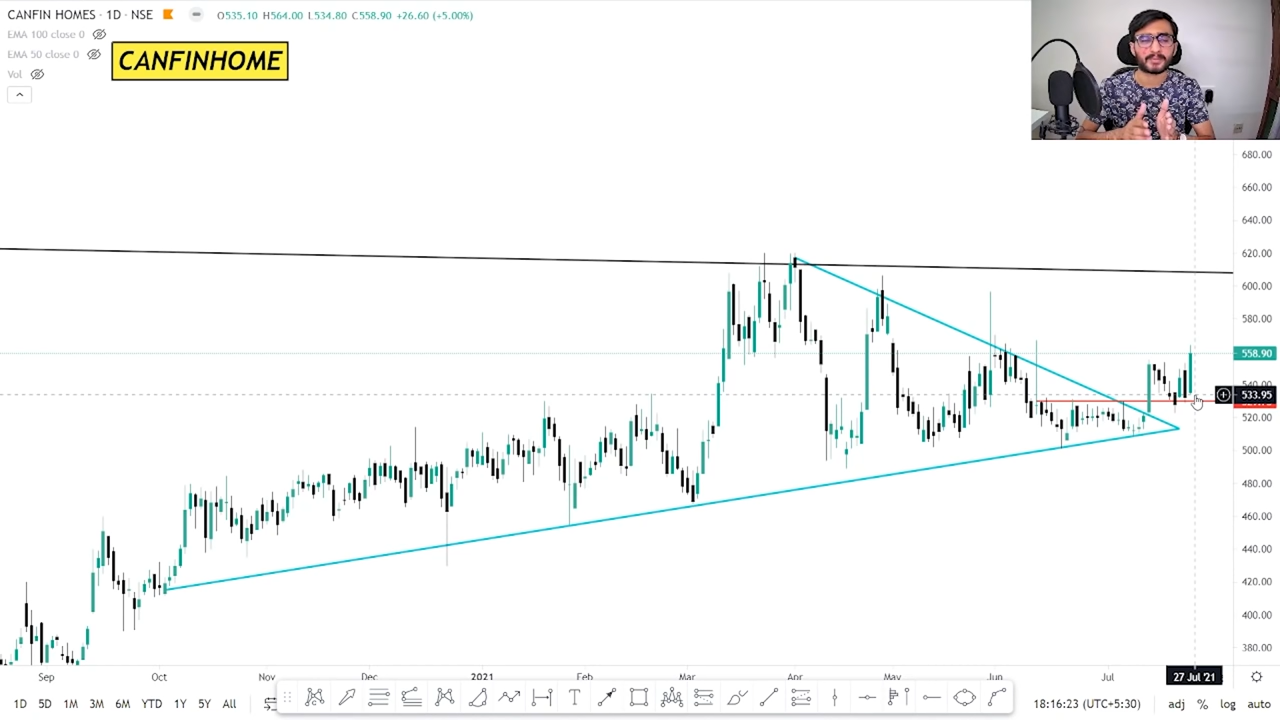 CANFIN HOMES · 1D · NSE O535.10 H564.00 L534.80 C558.90 +26.60 (+5.00%)
EMA 100 close 0
EMA 50 close 0
Vol
CANFINHOME
680.00
660.00
640.00
620.00
600.00
580.00
558.90
540.00
533.95
520.00
500.00
480.00
460.00
440.00
420.00
400.00
380.00
Sep Oct Nov Dec 2021 Feb Mar Apr May Jun Jul 27 Jul '21
1D 5D 1M 3M 6M YTD 1Y 5Y All T 18:16:23 (UTC+5:30) adj % log auto